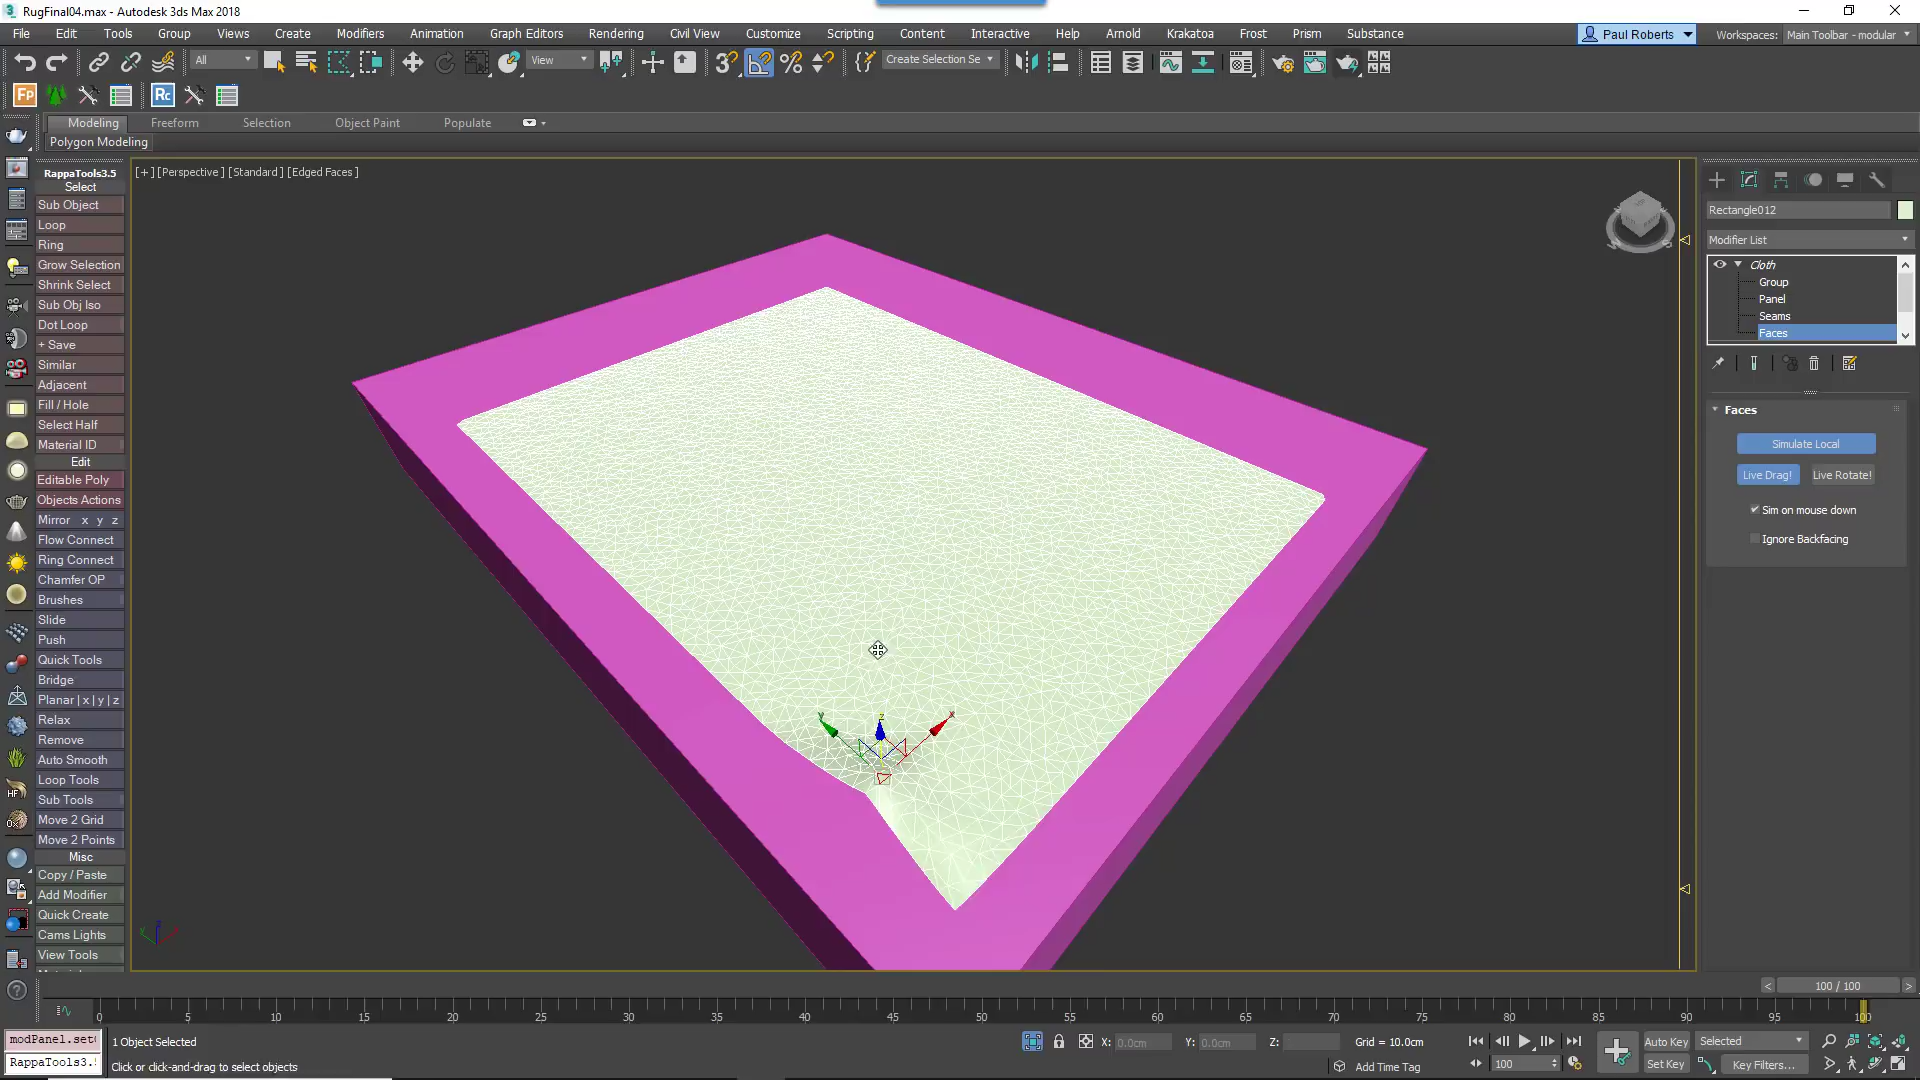 RugFinal04.max - Autodesk 3ds Max 2018
File Edit Tools Group Views Create Modifiers Animation Graph Editors Rendering Civil View Customize Scripting Content Interactive Help Arnold Krakatoa Frost Prism Substance Paul Roberts Workspaces: Main Toolbar - modular
All View Create Selection Se
Modeling Freeform Selection Object Paint Populate
Polygon Modeling
[+] [Perspective] [Standard] [Edged Faces]
RappaTools3.5
Select
Sub Object
Loop
Ring
Grow Selection
Shrink Select
Sub Obj Iso
Dot Loop
+ Save
Similar
Adjacent
Fill / Hole
Select Half
Material ID
Edit
Editable Poly
Objects Actions
Mirror x y z
Flow Connect
Ring Connect
Chamfer OP
Brushes
Slide
Push
Quick Tools
Bridge
Planar | x | y | z
Relax
Remove
Auto Smooth
Loop Tools
Sub Tools
Move 2 Grid
Move 2 Points
Misc
Copy / Paste
Add Modifier
Quick Create
Cams Lights
View Tools
Rectangle012
Modifier List
Cloth
Group
Panel
Seams
Faces
Faces
Simulate Local
Live Drag! Live Rotate!
Sim on mouse down
Ignore Backfacing
100 / 100
0 5 10 15 20 25 30 35 40 45 50 55 60 65 70 75 80 85 90 95 100
modPanel.set
1 Object Selected
X: 0.0cm Y: 0.0cm Z: Grid = 10.0cm
Auto Key Selected
RappaTools3.
Click or click-and-drag to select objects
Add Time Tag
100
Set Key Key Filters...